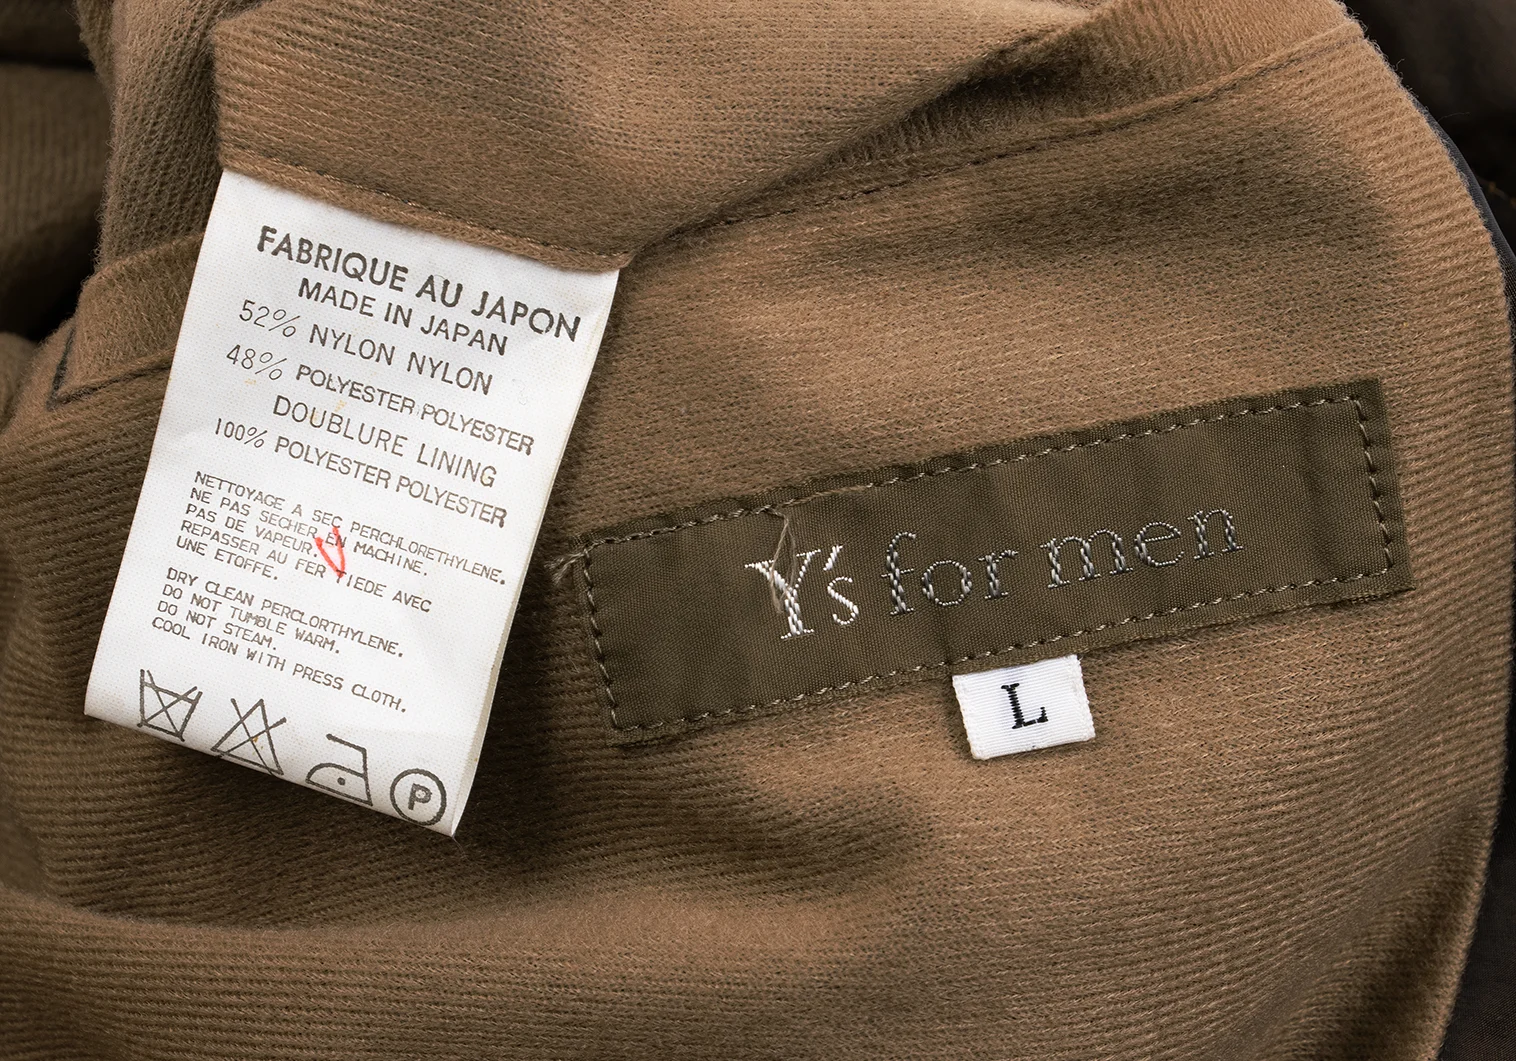 FABRIQUE AU JAPON
MADE IN JAPAN
52% NYLON NYLON
48% POLYESTER POLYESTER
DOUBLURE LINING
100% POLYESTER POLYESTER
NETTOYAGE A SEC PERCHLORETHYLENE.
NE PAS SECHER EN MACHINE.
PAS DE VAPEUR
REPASSER AU FER TIEDE AVEC
UNE ETOFFE.
DRY CLEAN PERCLORTHYLENE.
DO NOT TUMBLE WARM.
DO NOT STEAM.
COOL IRON WITH PRESS CLOTH.
P
Y's for men
L